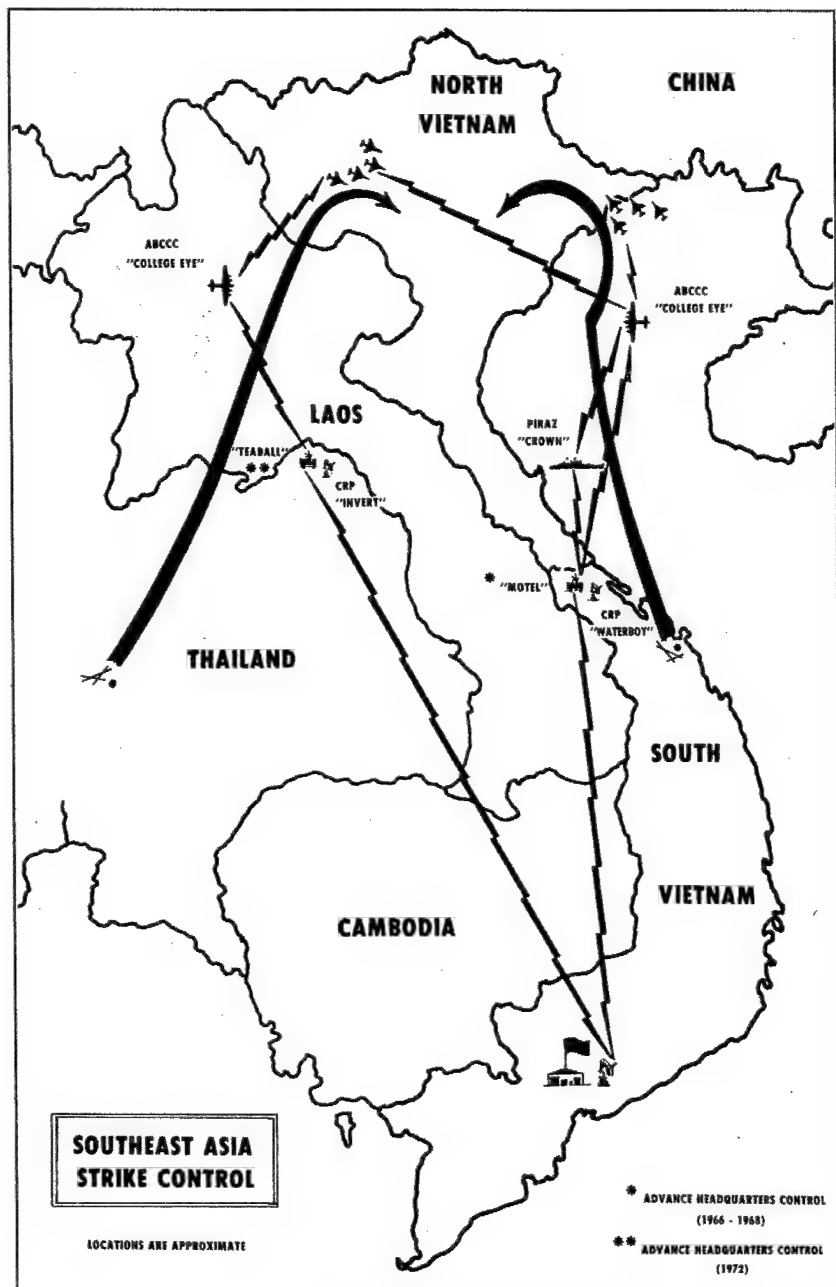 NORTH
VIETNAM
CHINA
ABCCC
"COLLEGE EYE"
ABCCC
"COLLEGE EYE"
LAOS
PIRAZ
"CROWN"
"TEABALL"
**
CRP
"INVERT"
* "MOTEL"
CRP
"WATERBOY"
THAILAND
SOUTH
VIETNAM
CAMBODIA
SOUTHEAST ASIA
STRIKE CONTROL
LOCATIONS ARE APPROXIMATE
* ADVANCE HEADQUARTERS CONTROL
(1966 - 1968)
** ADVANCE HEADQUARTERS CONTROL
(1972)